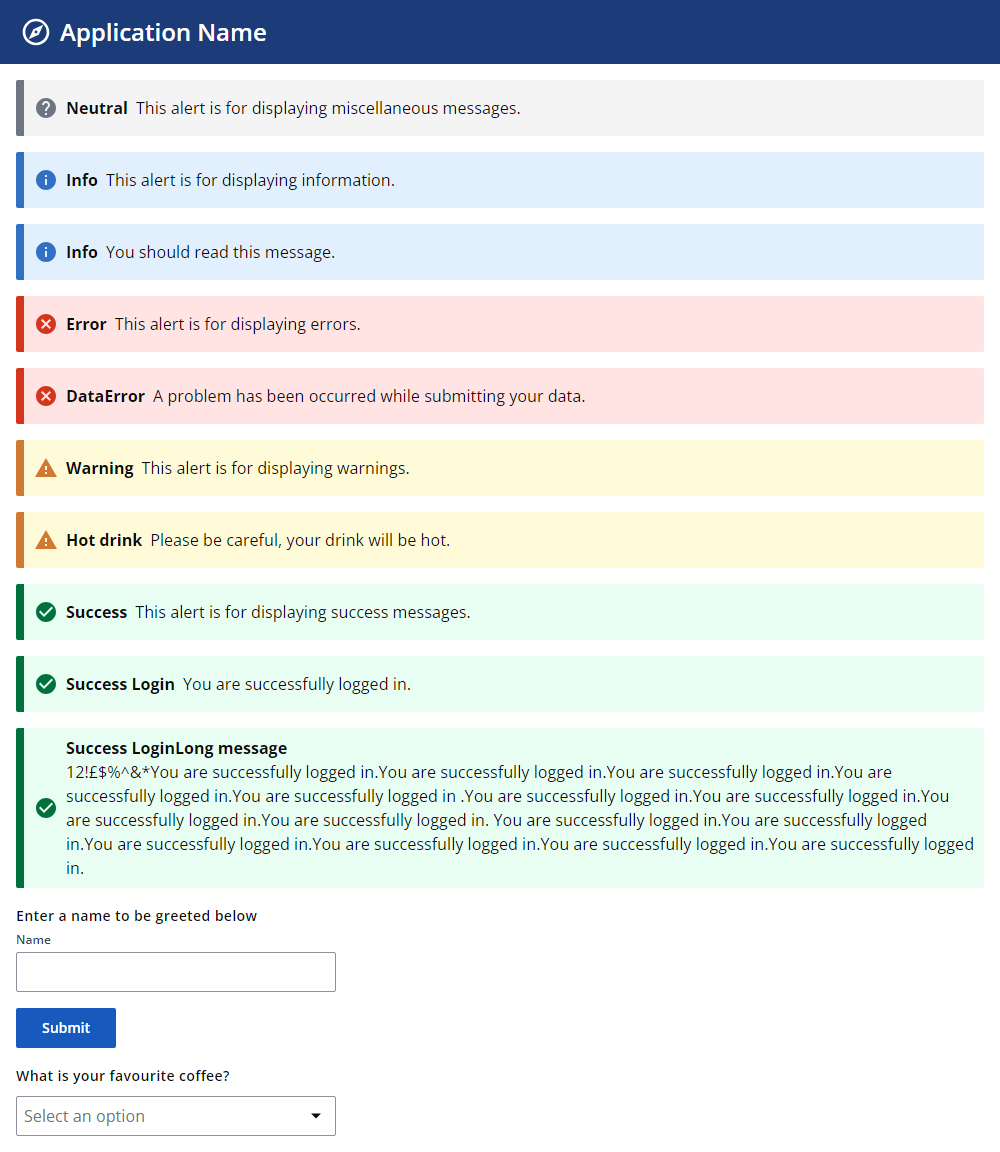 Application Name
Neutral This alert is for displaying miscellaneous messages.
Info This alert is for displaying information.
Info You should read this message.
Error This alert is for displaying errors.
DataError A problem has been occurred while submitting your data.
Warning This alert is for displaying warnings.
Hot drink Please be careful, your drink will be hot.
Success This alert is for displaying success messages.
Success Login You are successfully logged in.
Success LoginLong message
12!£$%^&*You are successfully logged in.You are successfully logged in.You are successfully logged in.You are
successfully logged in.You are successfully logged in .You are successfully logged in.You are successfully logged in.You
are successfully logged in.You are successfully logged in. You are successfully logged in.You are successfully logged
in.You are successfully logged in.You are successfully logged in.You are successfully logged in.You are successfully logged
in.
Enter a name to be greeted below
Name
Submit
What is your favourite coffee?
Select an option